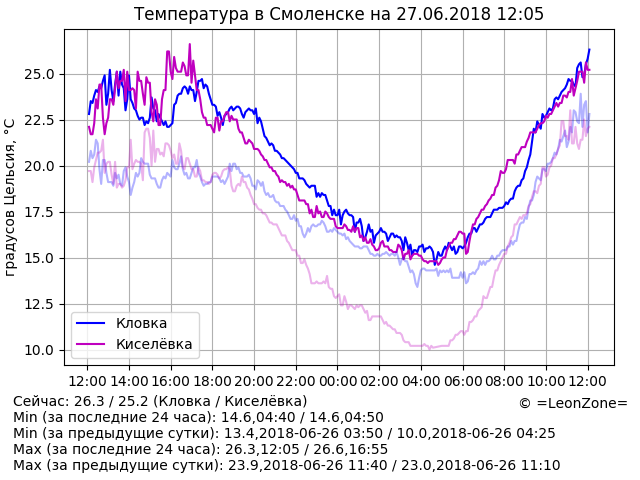 Температура в Смоленске на 27.06.2018 12:05
градусов Цельсия, °C
25.0
22.5
20.0
17.5
15.0
12.5
10.0
Кловка
Киселёвка
12:00 14:00 16:00 18:00 20:00 22:00 00:00 02:00 04:00 06:00 08:00 10:00 12:00
Сейчас: 26.3 / 25.2 (Кловка / Киселёвка)
© =LeonZone=
Min (за последние 24 часа): 14.6,04:40 / 14.6,04:50
Min (за предыдущие сутки): 13.4,2018-06-26 03:50 / 10.0,2018-06-26 04:25
Max (за последние 24 часа): 26.3,12:05 / 26.6,16:55
Max (за предыдущие сутки): 23.9,2018-06-26 11:40 / 23.0,2018-06-26 11:10